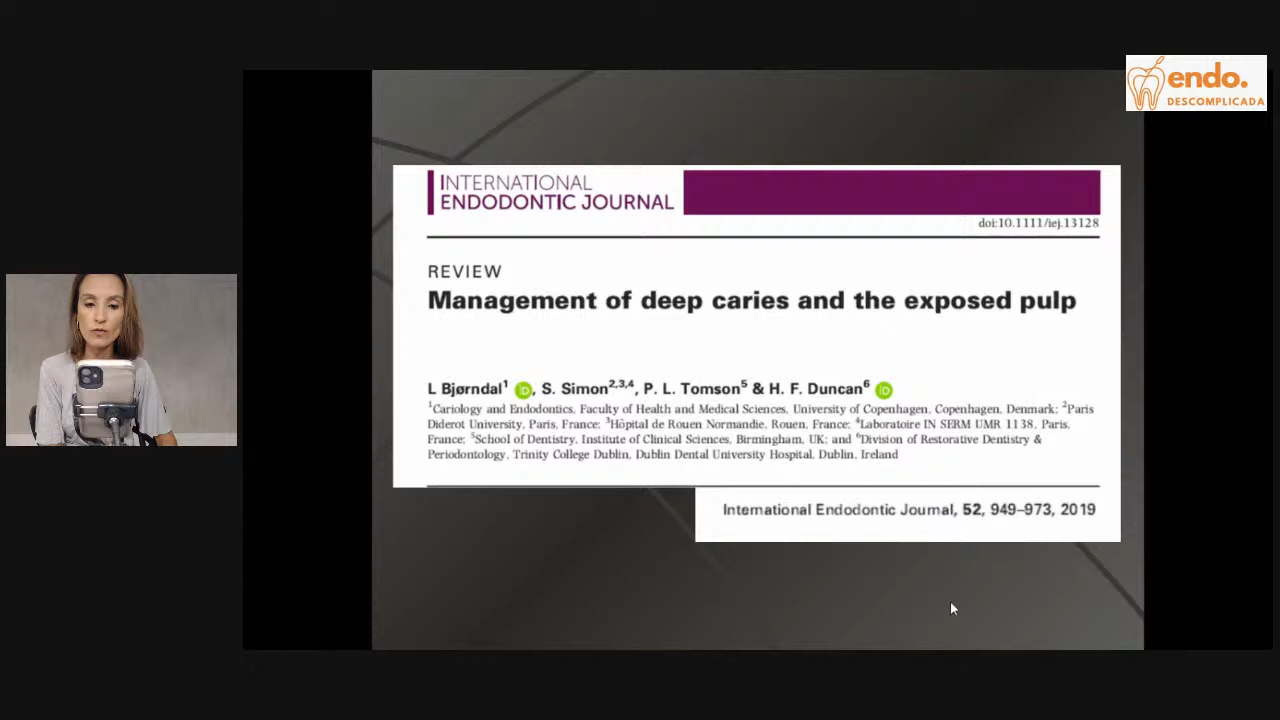 endo.
DESCOMPLICADA
INTERNATIONAL
ENDODONTIC JOURNAL
doi:10.1111/iej.13128
REVIEW
Management of deep caries and the exposed pulp
L Bjørndal1 iD, S. Simon2,3,4, P. L. Tomson5 & H. F. Duncan6 iD
1Cariology and Endodontics, Faculty of Health and Medical Sciences, University of Copenhagen, Copenhagen, Denmark; 2Paris
Diderot University, Paris, France; 3Hôpital de Rouen Normandie, Rouen, France; 4Laboratoire IN SERM UMR 1138, Paris,
France; 5School of Dentistry, Institute of Clinical Sciences, Birmingham, UK; and 6Division of Restorative Dentistry &
Periodontology, Trinity College Dublin, Dublin Dental University Hospital, Dublin, Ireland
International Endodontic Journal, 52, 949–973, 2019